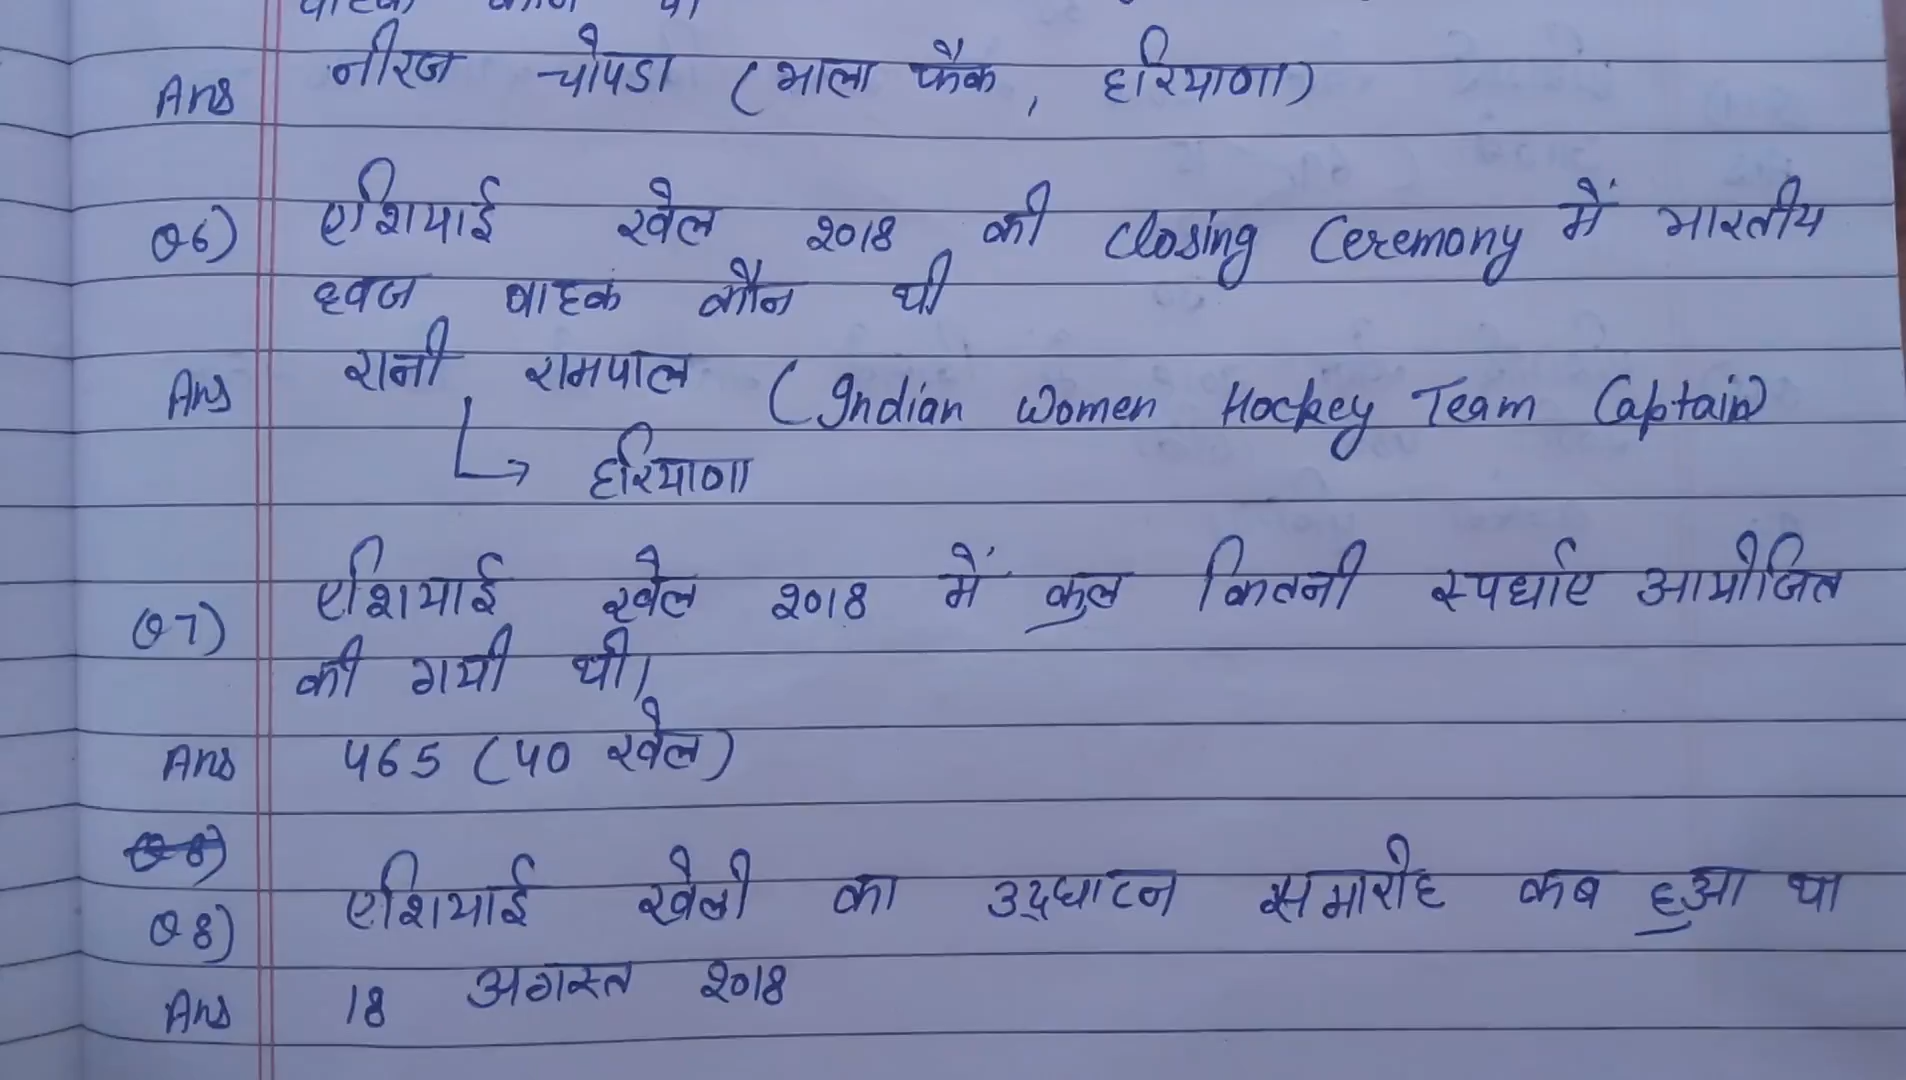 Ans नीरज चोपडा (भाला फैंक, हरियाणा)
Q6) एशियाई खेल 2018 की Closing Ceremony में भारतीय
ध्वज वाहक कौन थी
Ans रानी रामपाल (Indian Women Hockey Team Captain)
↳ हरियाणा
Q7) एशियाई खेल 2018 में कुल कितनी स्पर्धाए आयोजित
की गयी थी।
Ans 465 (40 खेल)
Q8) एशियाई खेलो का उद्घाटन समारोह कब हुआ था
Ans 18 अगस्त 2018